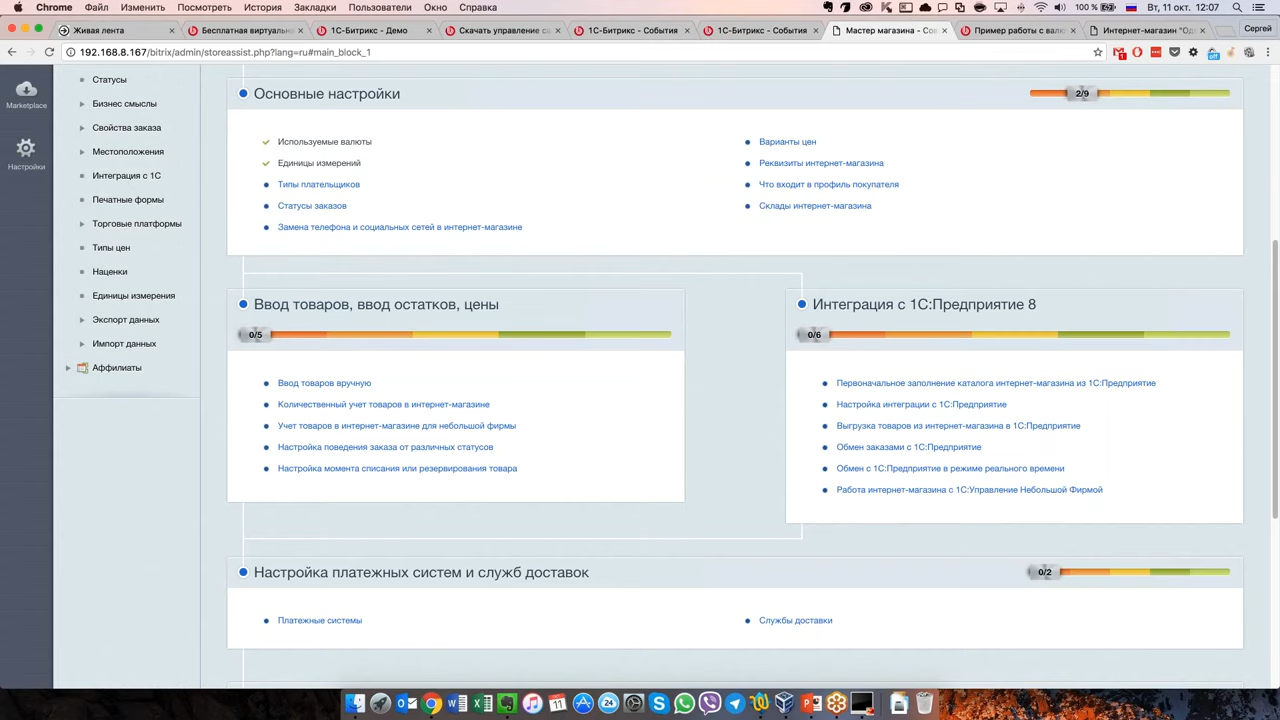 Chrome Файл Изменить Посмотреть История Закладки Пользователи Окно Справка 100 % Вт, 11 окт. 12:07
Живая лента × Бесплатная виртуальн × 1С-Битрикс - Демо × Скачать управление са × 1С-Битрикс - События × 1С-Битрикс - События × Мастер магазина - Сов × Пример работы с валю × Интернет-магазин "Од × Сергей
192.168.8.167/bitrix/admin/storeassist.php?lang=ru#main_block_1
Marketplace
Настройки
Статусы
Бизнес смыслы
Свойства заказа
Местоположения
Интеграция с 1С
Печатные формы
Торговые платформы
Типы цен
Наценки
Единицы измерения
Экспорт данных
Импорт данных
Аффилиаты
Основные настройки 2/9
Используемые валюты
Единицы измерений
Типы плательщиков
Статусы заказов
Замена телефона и социальных сетей в интернет-магазине
Варианты цен
Реквизиты интернет-магазина
Что входит в профиль покупателя
Склады интернет-магазина
Ввод товаров, ввод остатков, цены
0/5
Ввод товаров вручную
Количественный учет товаров в интернет-магазине
Учет товаров в интернет-магазине для небольшой фирмы
Настройка поведения заказа от различных статусов
Настройка момента списания или резервирования товара
Интеграция с 1С:Предприятие 8
0/6
Первоначальное заполнение каталога интернет-магазина из 1С:Предприятие
Настройка интеграции с 1С:Предприятие
Выгрузка товаров из интернет-магазина в 1С:Предприятие
Обмен заказами с 1С:Предприятие
Обмен с 1С:Предприятие в режиме реального времени
Работа интернет-магазина с 1С:Управление Небольшой Фирмой
Настройка платежных систем и служб доставок 0/2
Платежные системы
Службы доставки